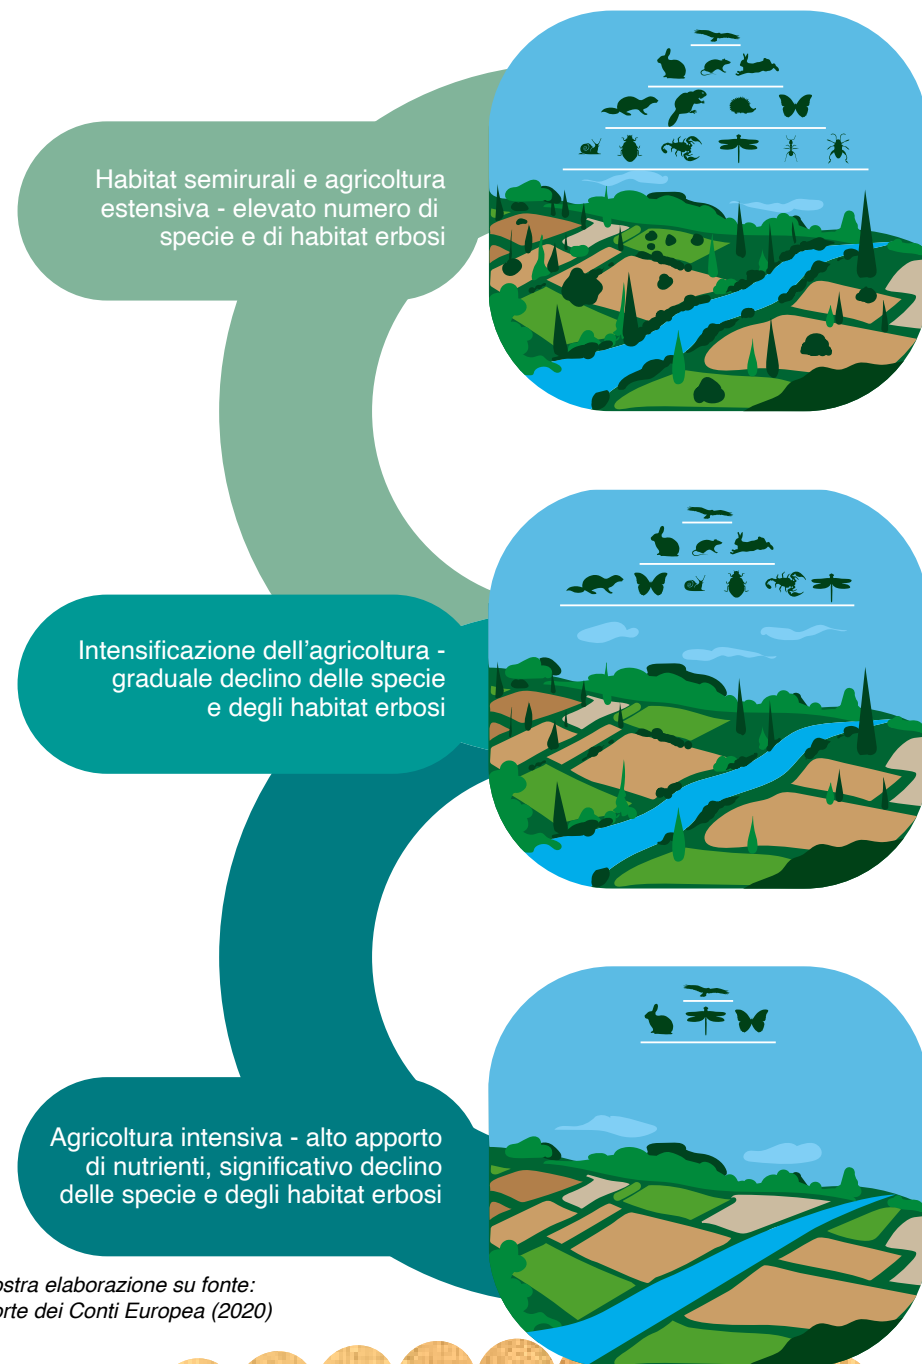 Habitat semirurali e agricoltura
estensiva - elevato numero di
specie e di habitat erbosi
Intensificazione dell'agricoltura -
graduale declino delle specie
e degli habitat erbosi
Agricoltura intensiva - alto apporto
di nutrienti, significativo declino
delle specie e degli habitat erbosi
ostra elaborazione su fonte:
orte dei Conti Europea (2020)